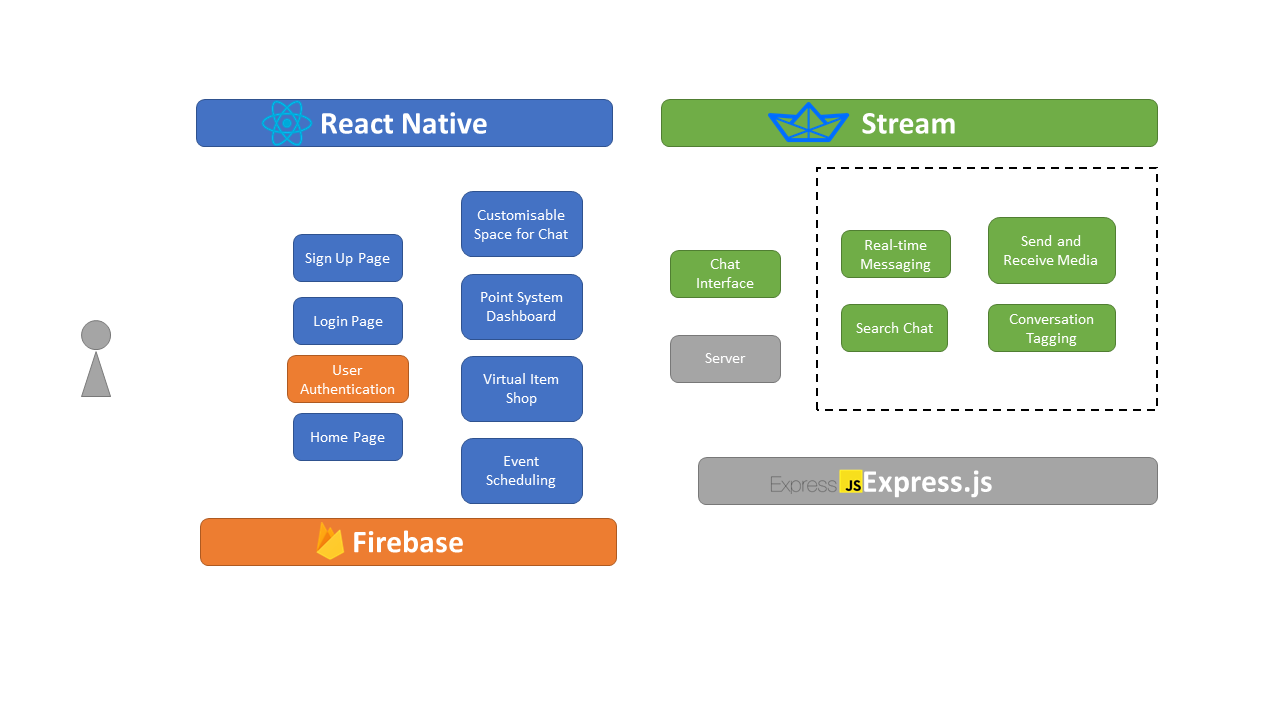 React Native
Stream
Customisable
Space for Chat
Sign Up Page
Point System
Dashboard
Login Page
User
Authentication
Virtual Item
Shop
Home Page
Event
Scheduling
Chat
Interface
Server
Real-time
Messaging
Send and
Receive Media
Search Chat
Conversation
Tagging
Firebase
Express JS Express.js